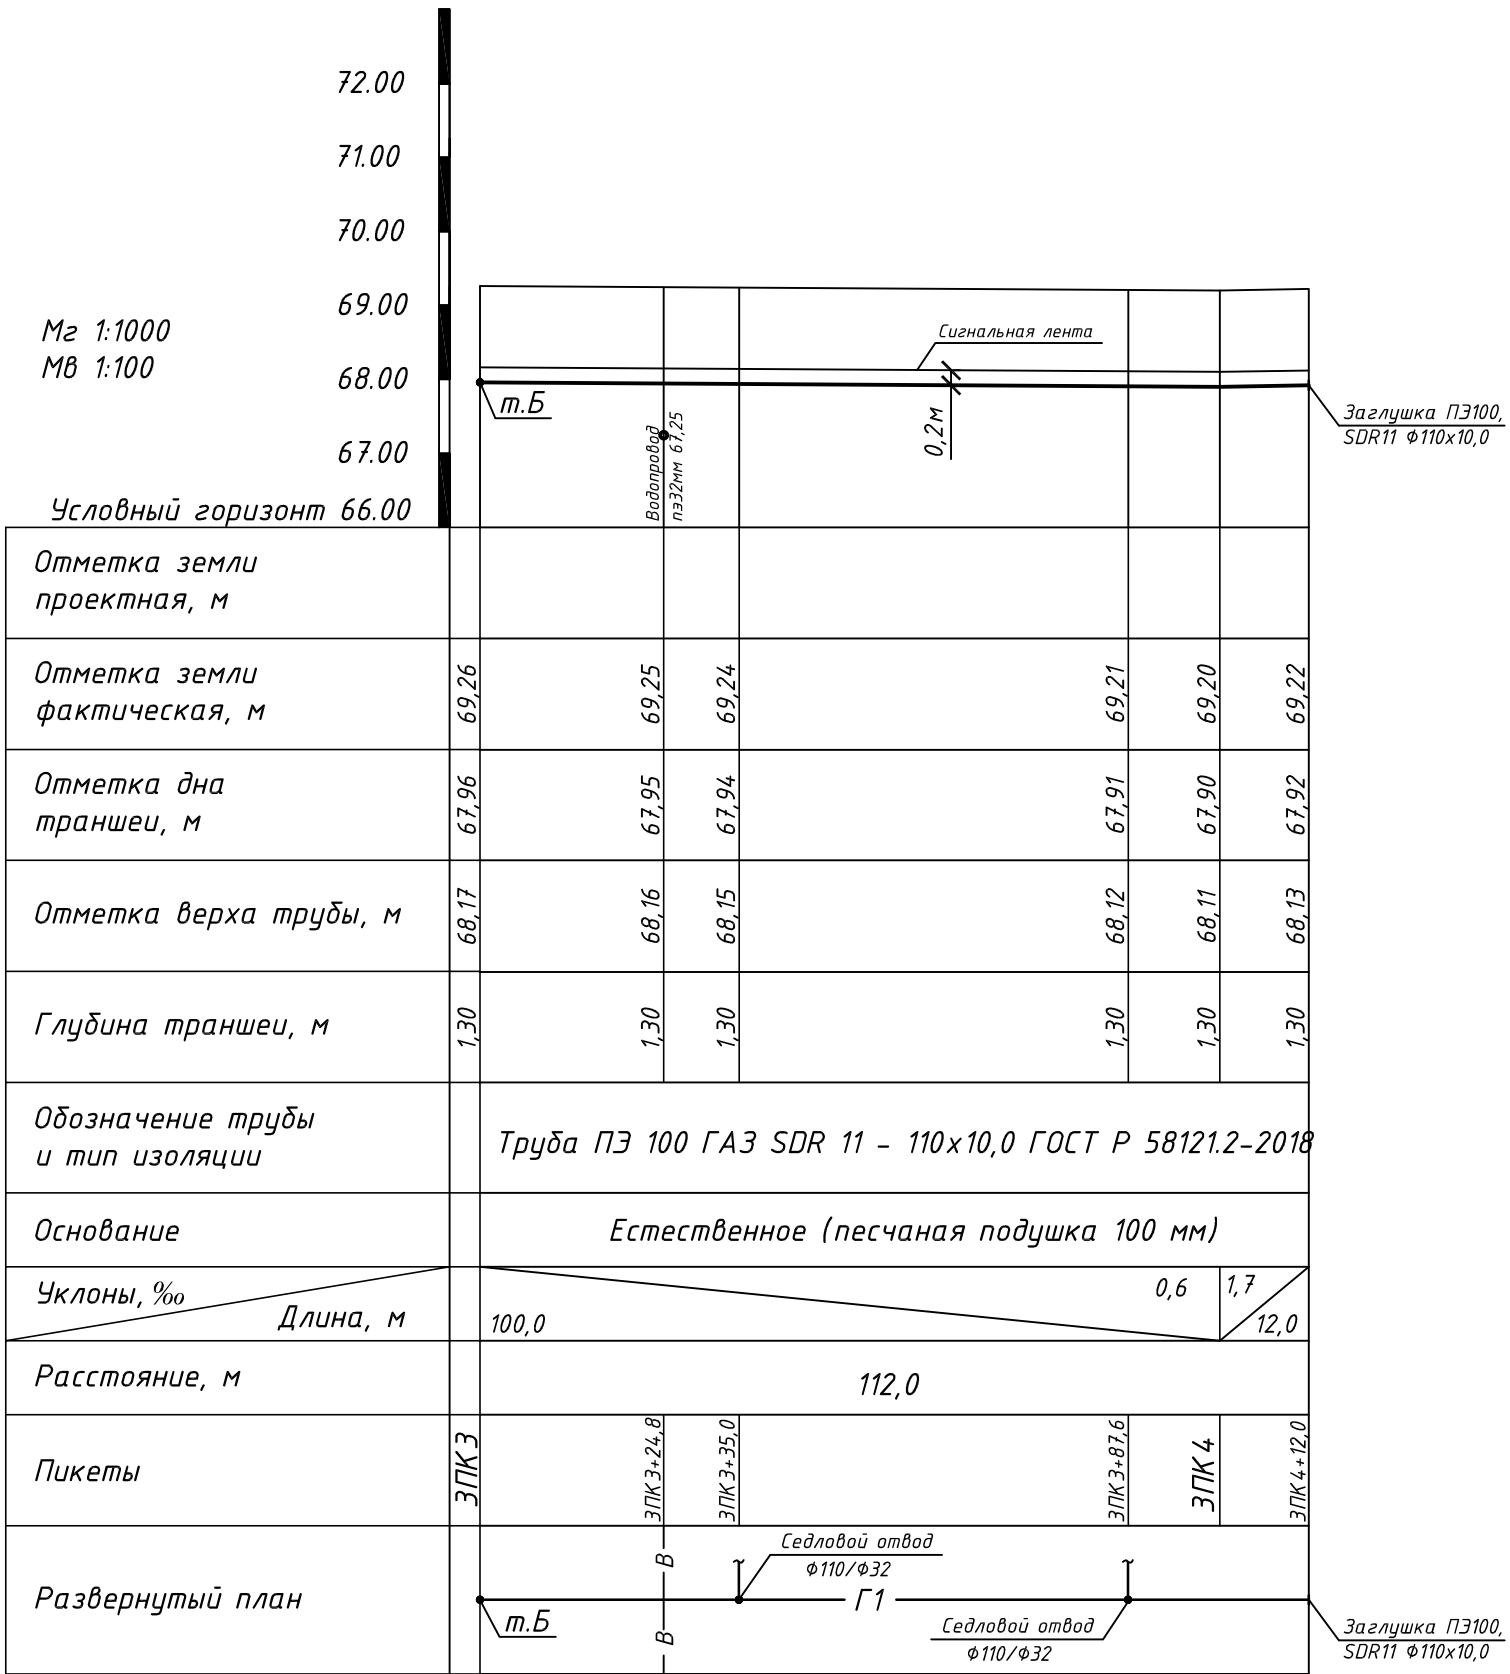 72.00
71.00
70.00
69.00
Мг 1:1000
Мв 1:100
68.00
67.00
Условный горизонт 66.00
Сигнальная лента
т.Б
0,2м
Водопровод
пэ32мм 67,25
Заглушка ПЭ100,
SDR11 Ф110х10,0
Отметка земли
проектная, м
Отметка земли
фактическая, м
69,26 69,25 69,24 69,21 69,20 69,22
Отметка дна
траншеи, м
67,96 67,95 67,94 67,91 67,90 67,92
Отметка верха трубы, м
68,17 68,16 68,15 68,12 68,11 68,13
Глубина траншеи, м
1,30 1,30 1,30 1,30 1,30 1,30
Обозначение трубы
и тип изоляции
Труба ПЭ 100 ГАЗ SDR 11 - 110х10,0 ГОСТ Р 58121.2-2018
Основание
Естественное (песчаная подушка 100 мм)
Уклоны, ‰
Длина, м
0,6
100,0
1,7
12,0
Расстояние, м
112,0
Пикеты
3ПК3 3ПК3+24,8 3ПК3+35,0 3ПК3+87,6 3ПК4 3ПК4+12,0
Развернутый план
т.Б
В
В
Седловой отвод
Ф110/Ф32
Г1
Седловой отвод
Ф110/Ф32
Заглушка ПЭ100,
SDR11 Ф110х10,0